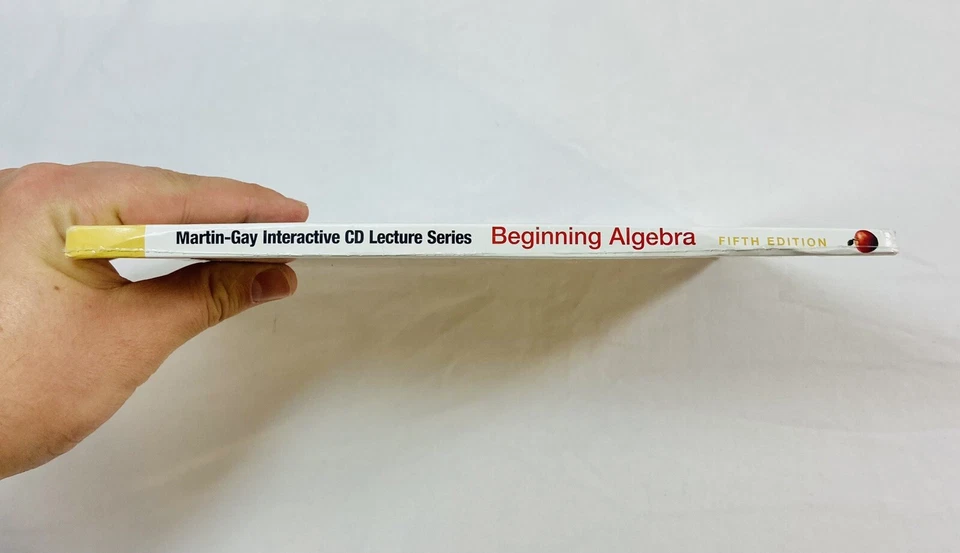 Martin-Gay Interactive CD Lecture Series Beginning Algebra FIFTH EDITION